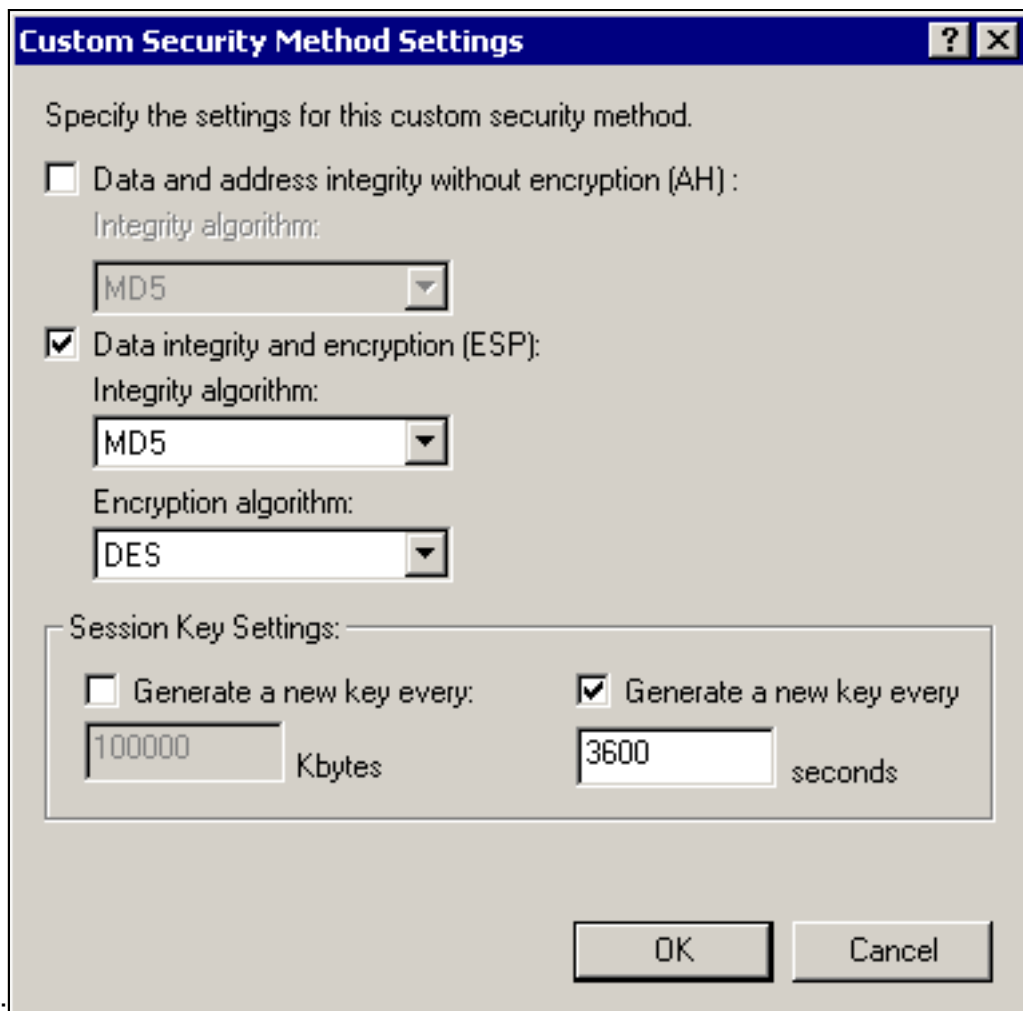 Custom Security Method Settings
Specify the settings for this custom security method.
Data and address integrity without encryption (AH) :
Integrity algorithm:
MD5
Data integrity and encryption (ESP):
Integrity algorithm:
MD5
Encryption algorithm:
DES
Session Key Settings:
Generate a new key every: Generate a new key every
100000 Kbytes 3600 seconds
OK Cancel
.